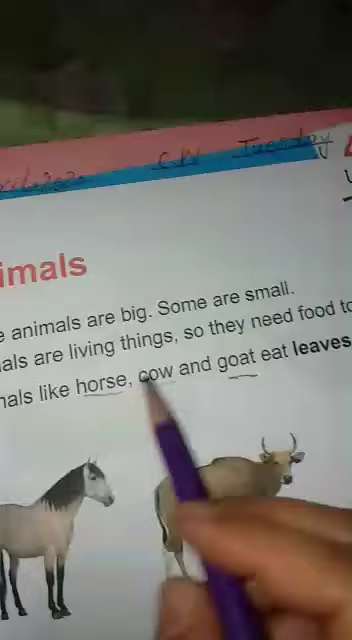 C.W Tuesday
imals
e animals are big. Some are small.
als are living things, so they need food to
nals like horse, cow and goat eat leaves